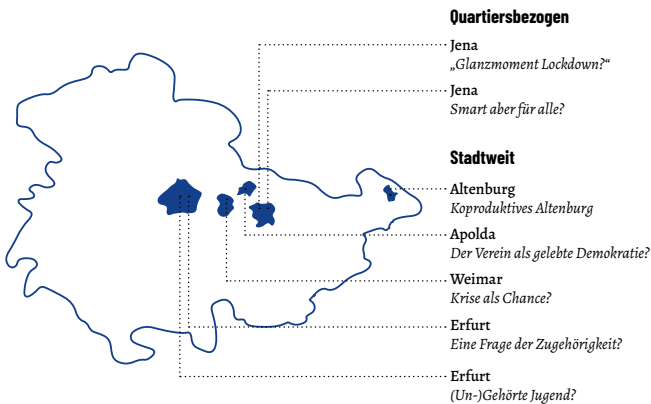 Quartiersbezogen
Jena
„Glanzmoment Lockdown?“
Jena
Smart aber für alle?
Stadtweit
Altenburg
Koproduktives Altenburg
Apolda
Der Verein als gelebte Demokratie?
Weimar
Krise als Chance?
Erfurt
Eine Frage der Zugehörigkeit?
Erfurt
(Un-)Gehörte Jugend?